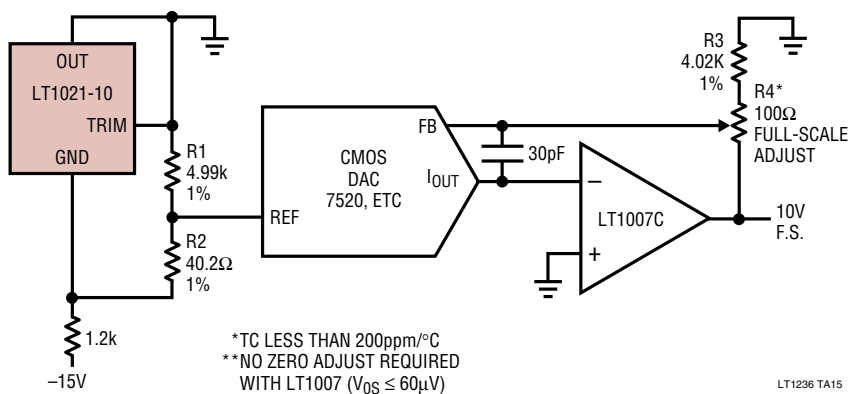 OUT
LT1021-10
TRIM
GND
R1
4.99k
1%
R2
40.2Ω
1%
1.2k
–15V
REF
CMOS
DAC
7520, ETC
FB
IOUT
30pF
–
+
LT1007C
R3
4.02K
1%
R4*
100Ω
FULL-SCALE
ADJUST
10V
F.S.
*TC LESS THAN 200ppm/°C
**NO ZERO ADJUST REQUIRED
WITH LT1007 (V0S ≤ 60µV)
LT1236 TA15